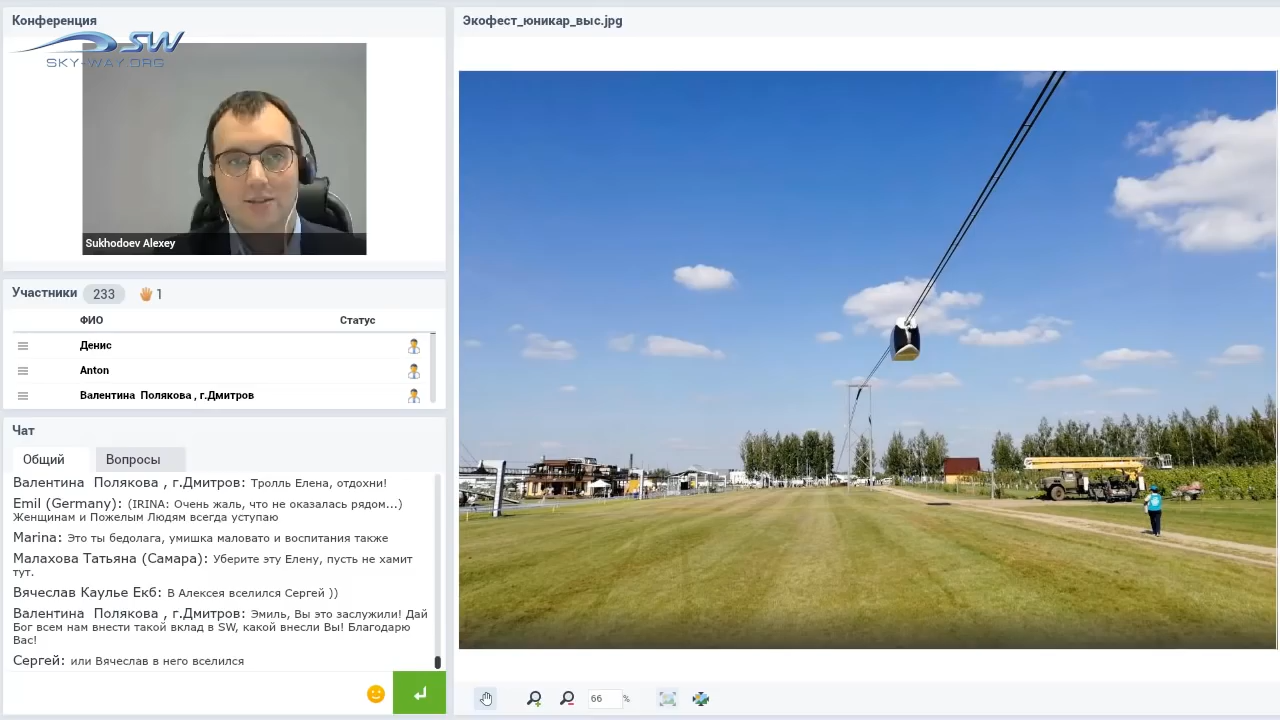 Конференция
SW
SKY-WAY.ORG
Sukhodoev Alexey
Участники 233 1
ФИО Статус
Денис
Anton
Валентина Полякова , г.Дмитров
Чат
Общий Вопросы
Валентина Полякова , г.Дмитров: Тролль Елена, отдохни!
Emil (Germany): (IRINA: Очень жаль, что не оказалась рядом...)
Женщинам и Пожелым Людям всегда уступаю
Marina: Это ты бедолага, умишка маловато и воспитания также
Малахова Татьяна (Самара): Уберите эту Елену, пусть не хамит
тут.
Вячеслав Каулье Екб: В Алексея вселился Сергей ))
Валентина Полякова , г.Дмитров: Эмиль, Вы это заслужили! Дай
Бог всем нам внести такой вклад в SW, какой внесли Вы! Благодарю
Вас!
Сергей: или Вячеслав в него вселился
Экофест_юникар_выс.jpg
66 %